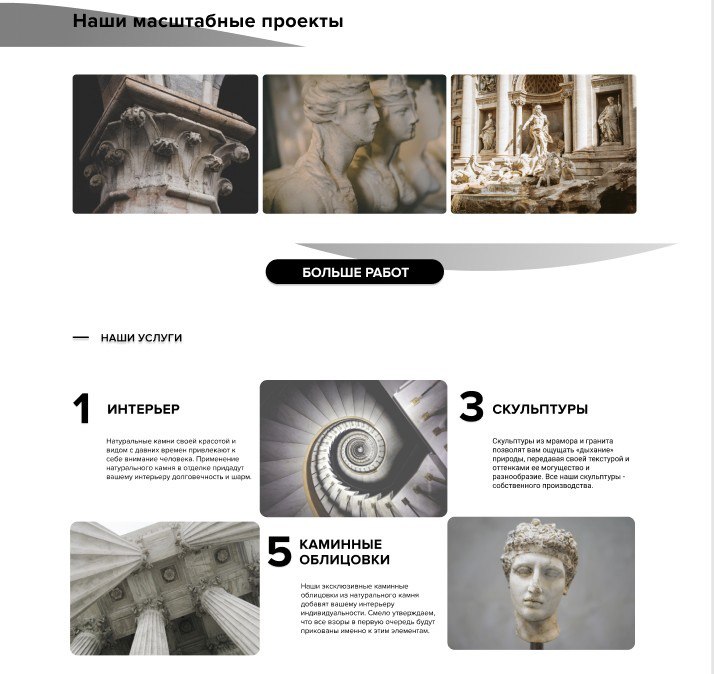 Наши масштабные проекты
БОЛЬШЕ РАБОТ
НАШИ УСЛУГИ
1 ИНТЕРЬЕР
Натуральные камни своей красотой и
видом с давних времен привлекают к
себе внимание человека. Применение
натурального камня в отделке придадут
вашему интерьеру долговечность и шарм.
3 СКУЛЬПТУРЫ
Скульптуры из мрамора и гранита
позволят вам ощущать «дыхание»
природы, передавая своей текстурой и
оттенками ее могущество и
разнообразие. Все наши скульптуры -
собственного производства.
5 КАМИННЫЕ
ОБЛИЦОВКИ
Наши эксклюзивные каминные
облицовки из натурального камня
добавят вашему интерьеру
индивидуальности. Смело утверждаем,
что все взоры в первую очередь будут
прикованы именно к этим элементам.